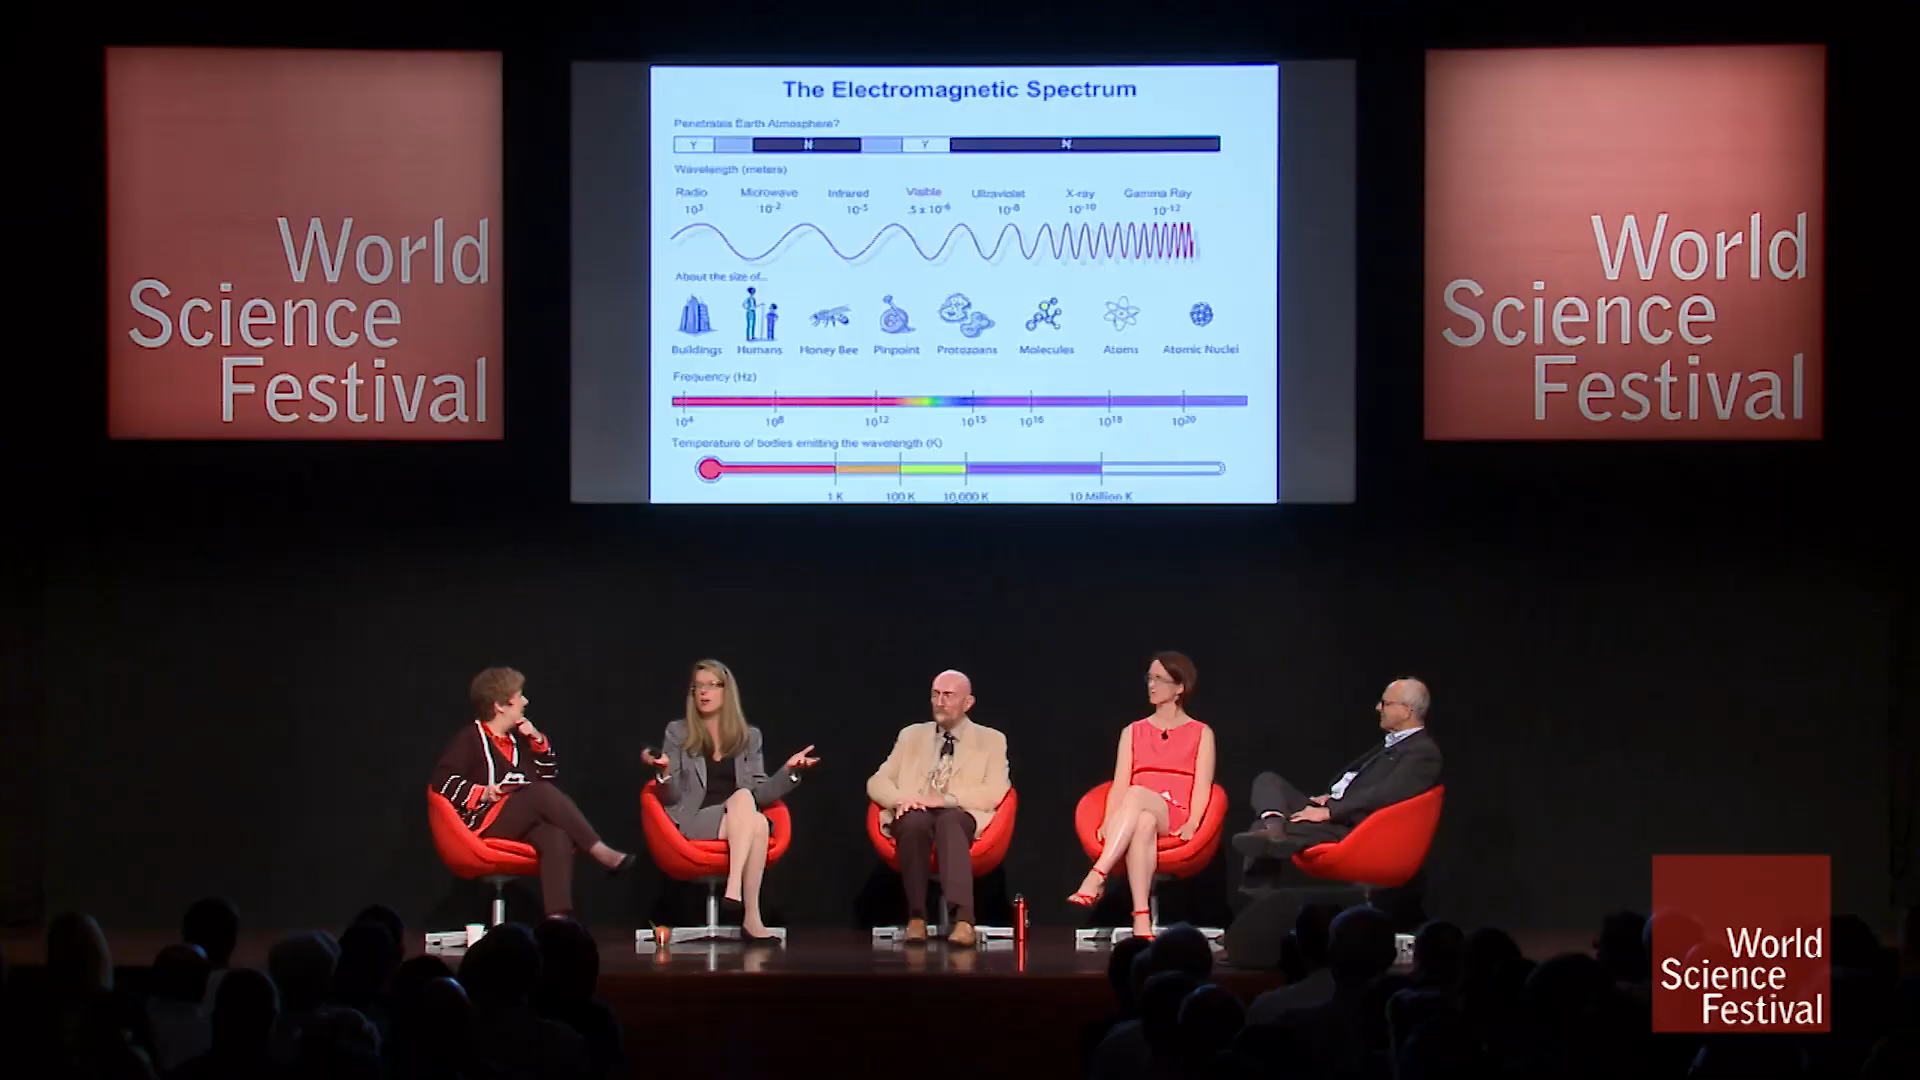 World
Science
Festival
The Electromagnetic Spectrum
Penetrates Earth Atmosphere?
Y N Y N
Wavelength (meters)
Radio Microwave Infrared Visible Ultraviolet X-ray Gamma Ray
10³ 10⁻² 10⁻⁵ .5 x 10⁻⁶ 10⁻⁸ 10⁻¹⁰ 10⁻¹²
About the size of...
Buildings Humans Honey Bee Pinpoint Protozoans Molecules Atoms Atomic Nuclei
Frequency (Hz)
10⁴ 10⁸ 10¹² 10¹⁵ 10¹⁶ 10¹⁸ 10²⁰
Temperature of bodies emitting the wavelength (K)
1 K 100 K 10,000 K 10 Million K
World
Science
Festival
World
Science
Festival